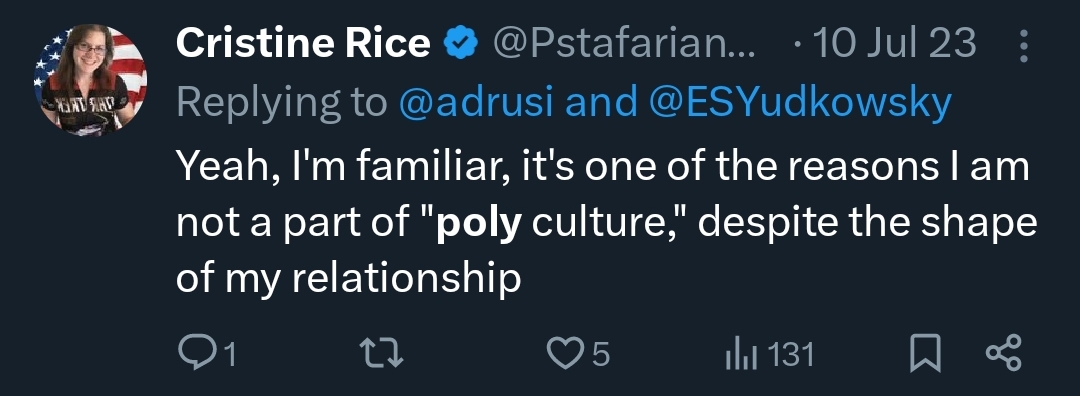 Cristine Rice @Pstafarian... · 10 Jul 23
Replying to @adrusi and @ESYudkowsky
Yeah, I'm familiar, it's one of the reasons I am
not a part of "poly culture," despite the shape
of my relationship
1 5 131